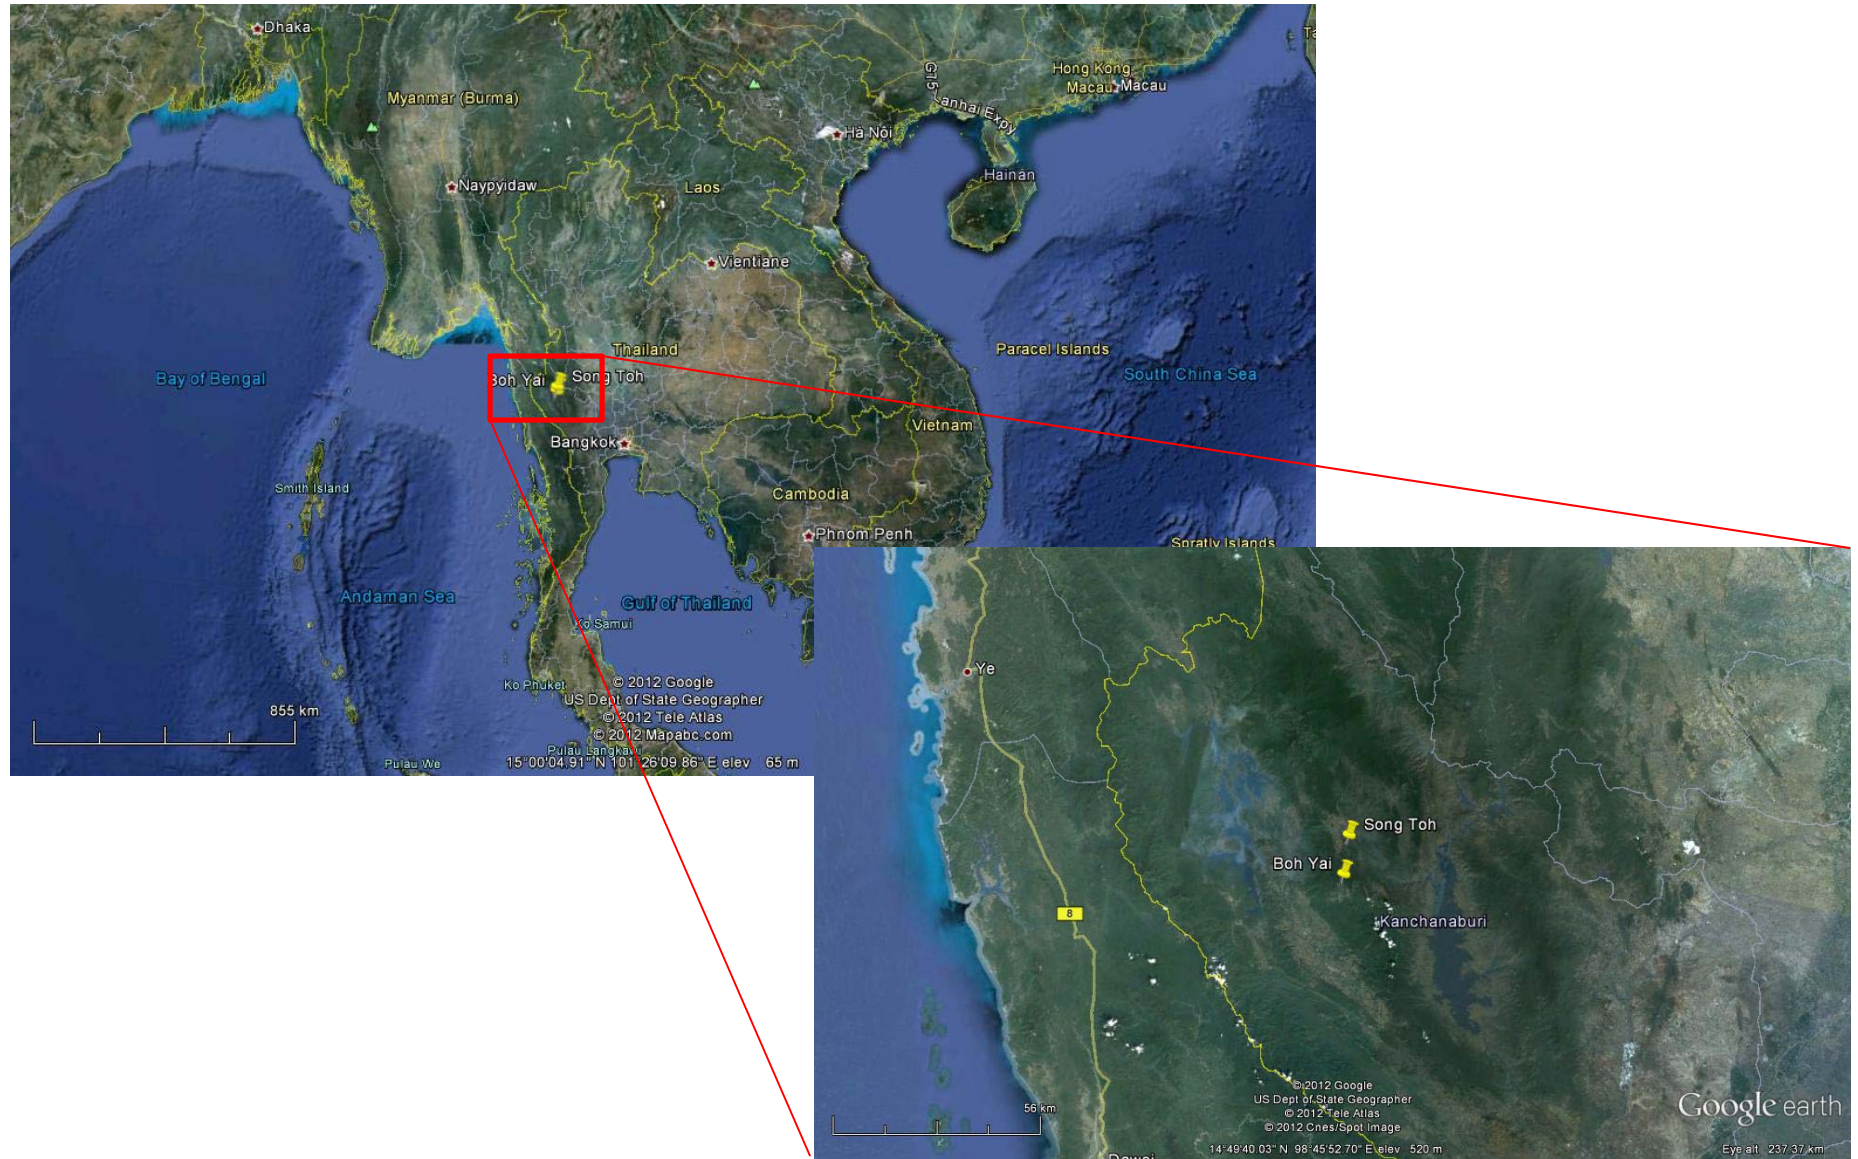 Dhaka
Myanmar (Burma)
Hong Kong
Macau
Macau
G15 Lanhai Expy
Hà Nội
Naypyidaw
Laos
Hainan
Vientiane
Thailand
Paracel Islands
Bay of Bengal
Boh Yai
Song Toh
South China Sea
Vietnam
Bangkok
Smith Island
Cambodia
Phnom Penh
Spratly Islands
Andaman Sea
Gulf of Thailand
Ko Samui
Ko Phuket
© 2012 Google
US Dept of State Geographer
© 2012 Tele Atlas
© 2012 Mapabc.com
855 km
Pulau Langkawi
Pulau We
15°00'04.91" N 101°26'09.86" E elev 65 m
Ye
Song Toh
Boh Yai
8
Kanchanaburi
© 2012 Google
US Dept of State Geographer
© 2012 Tele Atlas
© 2012 Cnes/Spot Image
56 km
Google earth
14°49'40.03" N 98°45'52.70" E elev 520 m
Eye alt 237.37 km